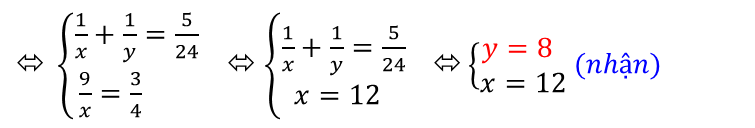 ⇔ { 1/x + 1/y = 5/24 ; 9/x = 3/4 ⇔ { 1/x + 1/y = 5/24 ; x = 12 ⇔ { y = 8 ; x = 12 (nhận)